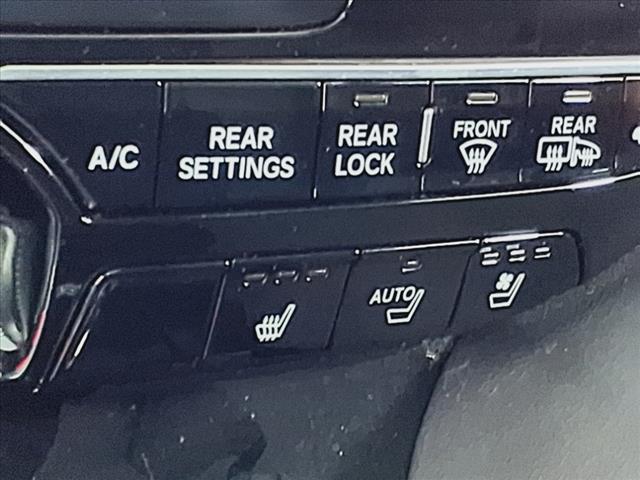 A/C
REAR
SETTINGS
REAR
LOCK
FRONT
REAR
AUTO